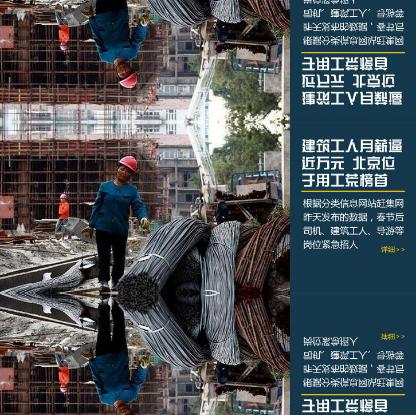 建筑工人月薪逼
近万元 北京位
于用工荒榜首
根据分类信息网站赶集网
昨天发布的数据，春节后
司机、建筑工人、导游等
岗位紧急招人
详细>>